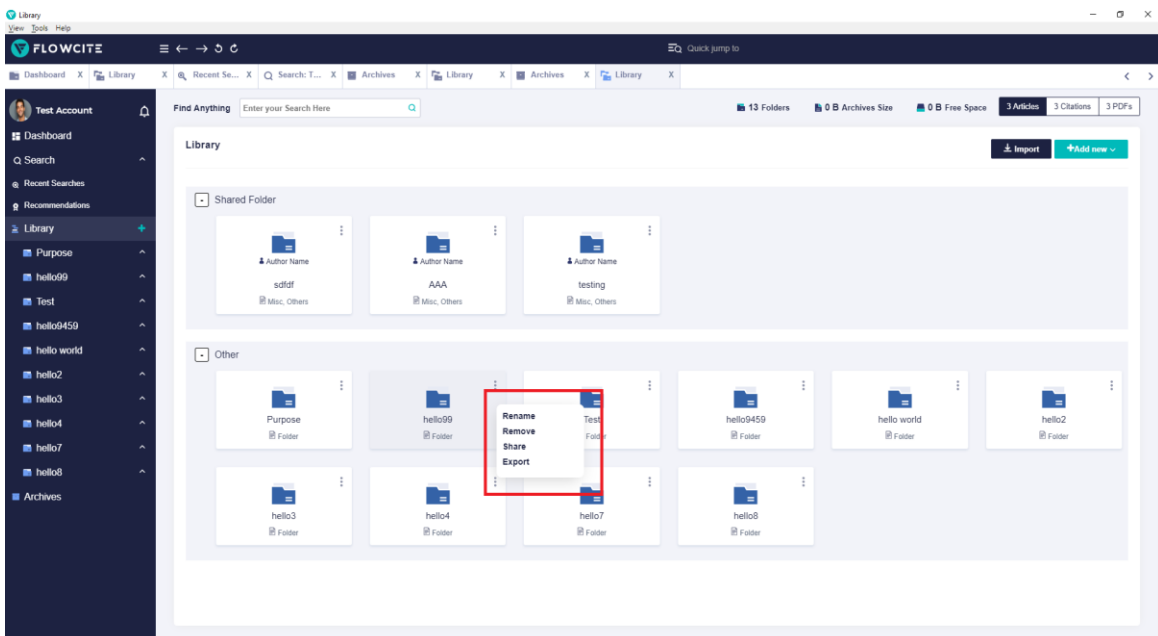 Library
View Tools Help
FLOWCITE
Quick jump to
Dashboard X Library X Recent Se... X Search: T... X Archives X Library X Archives X Library X
Test Account
Find Anything Enter your Search Here
13 Folders 0 B Archives Size 0 B Free Space 3 Articles 3 Citations 3 PDFs
Dashboard
Search
Recent Searches
Recommendations
Library
Purpose
hello99
Test
hello9459
hello world
hello2
hello3
hello4
hello7
hello8
Archives
Library
Import +Add new
Shared Folder
Author Name Author Name Author Name
sdfdf AAA testing
Misc, Others Misc, Others Misc, Others
Other
Purpose hello99 Test hello9459 hello world hello2
Folder Folder Folder Folder Folder Folder
Rename
Remove
Share
Export
hello3 hello4 hello7 hello8
Folder Folder Folder Folder